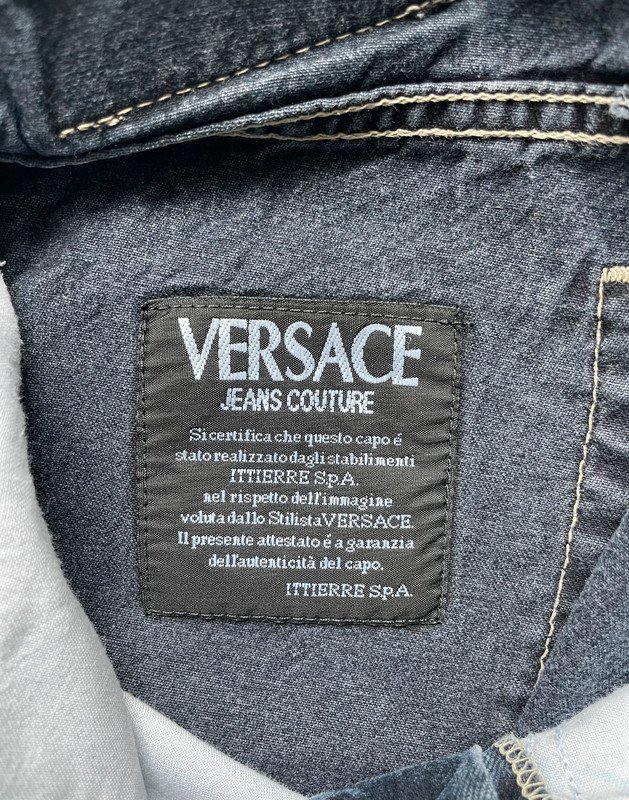 VERSACE
JEANS COUTURE
Si certifica che questo capo é
stato realizzato dagli stabilimenti
ITTIERRE S.p.A.
nel rispetto dell'immagine
voluta dallo Stilista VERSACE.
Il presente attestato é a garanzia
dell'autenticitá del capo.
ITTIERRE S.p.A.